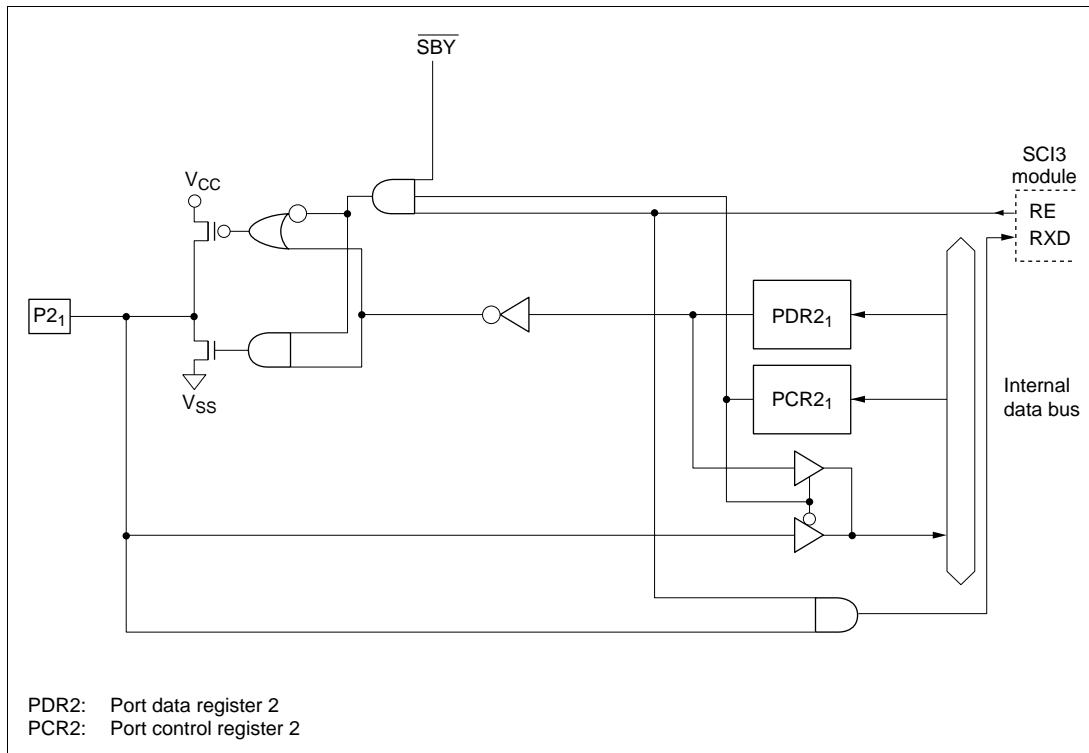 S̅B̅Y̅
SCI3
module
VCC
RE
RXD
P21
PDR21
PCR21
Internal
data bus
VSS
PDR2: Port data register 2
PCR2: Port control register 2